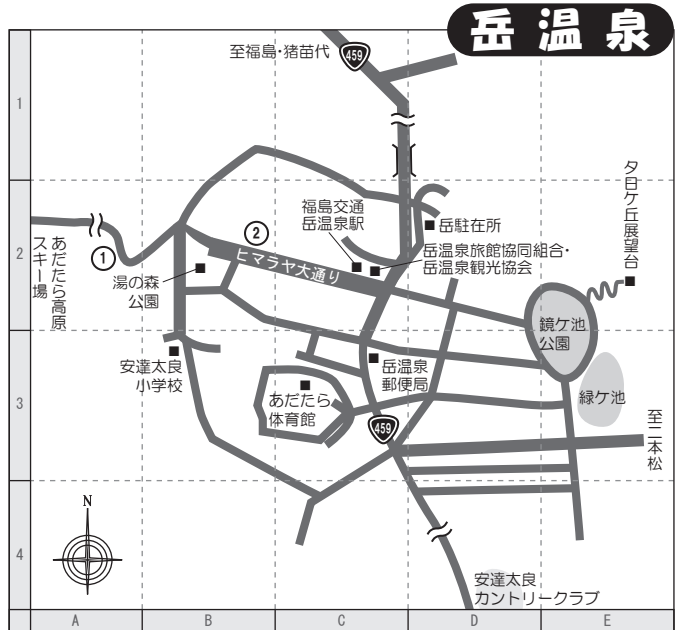 岳温泉
至福島・猪苗代
459
1
夕日ケ丘展望台
福島交通
岳温泉駅
岳駐在所
2
岳温泉旅館協同組合・
岳温泉観光協会
2
ヒマラヤ大通り
1
あだたら高原
スキー場
湯の森
公園
鏡ケ池
公園
安達太良
小学校
岳温泉
郵便局
緑ケ池
3
あだたら
体育館
459
至二本松
N
4
安達太良
カントリークラブ
A
B
C
D
E